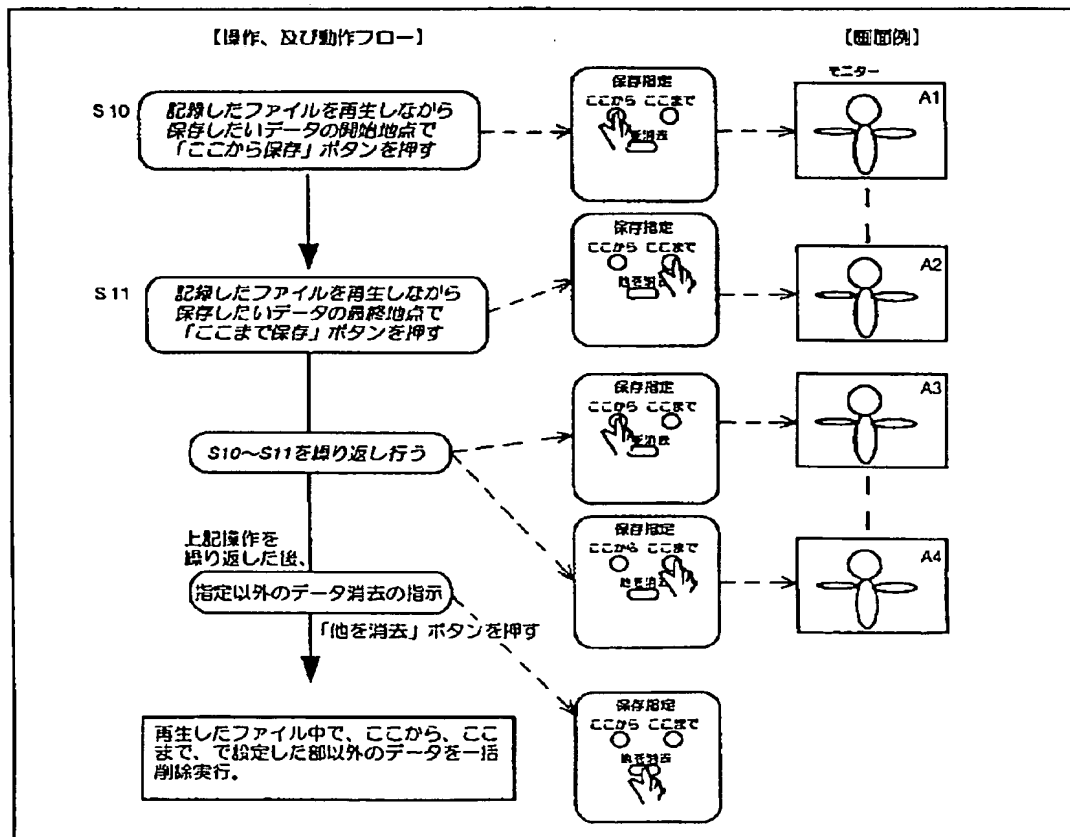 【操作、及び動作フロー】
【画面例】
S10
記録したファイルを再生しながら
保存したいデータの開始地点で
「ここから保存」ボタンを押す
保存指定
ここから ここまで
を消去
モニター
A1
S11
記録したファイルを再生しながら
保存したいデータの最終地点で
「ここまで保存」ボタンを押す
保存指定
ここから ここまで
他を消去
A2
S10～S11を繰り返し行う
保存指定
ここから ここまで
を消去
A3
保存指定
ここから ここまで
他を消去
A4
上記操作を
繰り返した後、
指定以外のデータ消去の指示
「他を消去」ボタンを押す
保存指定
ここから ここまで
他を消去
再生したファイル中で、ここから、ここ
まで、で設定した部以外のデータを一括
削除実行。